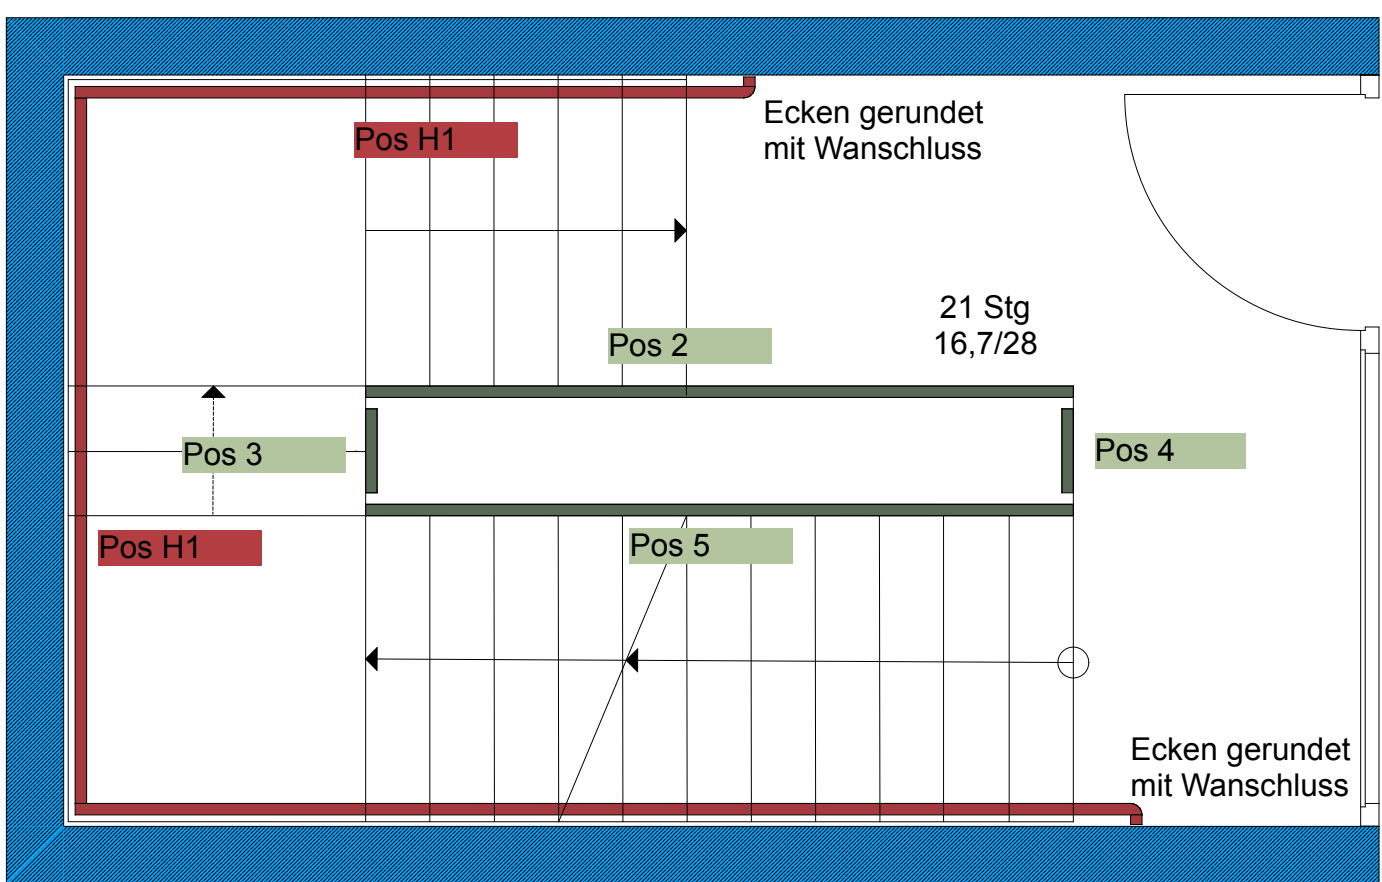 Pos H1
Ecken gerundet
mit Wanschluss
21 Stg
16,7/28
Pos 2
Pos 3
Pos 4
Pos H1
Pos 5
Ecken gerundet
mit Wanschluss